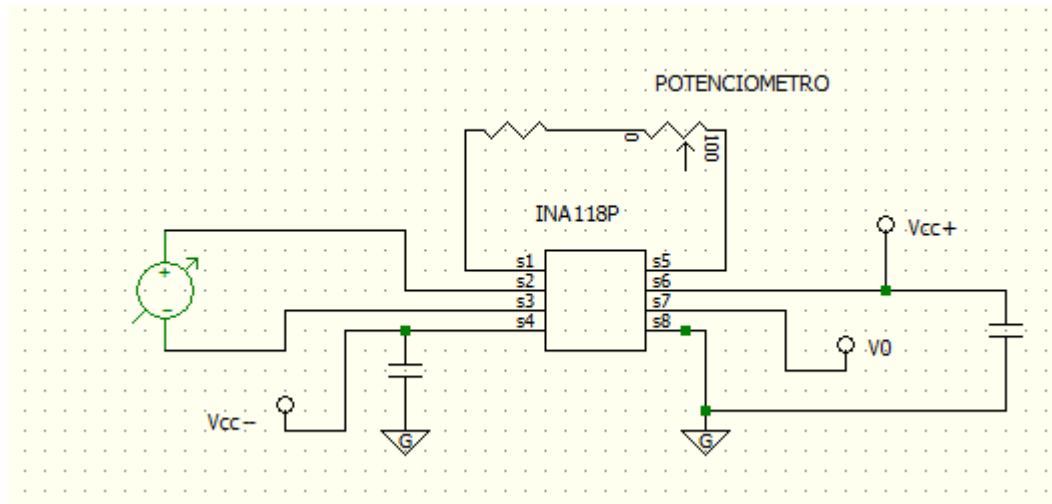 POTENCIOMETRO
0
100
INA118P
Vcc+
s1
s5
s2
s6
s3
s7
s4
s8
V0
Vcc-
G
G